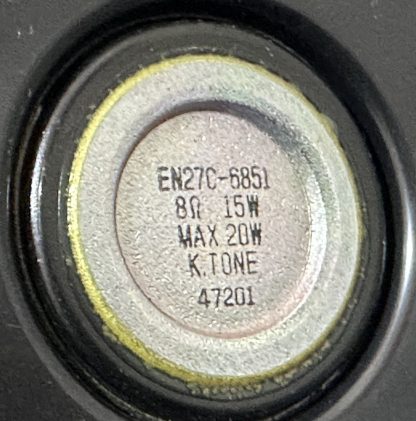 EN27C-6851
8Ω 15W
MAX 20W
K.TONE
47201